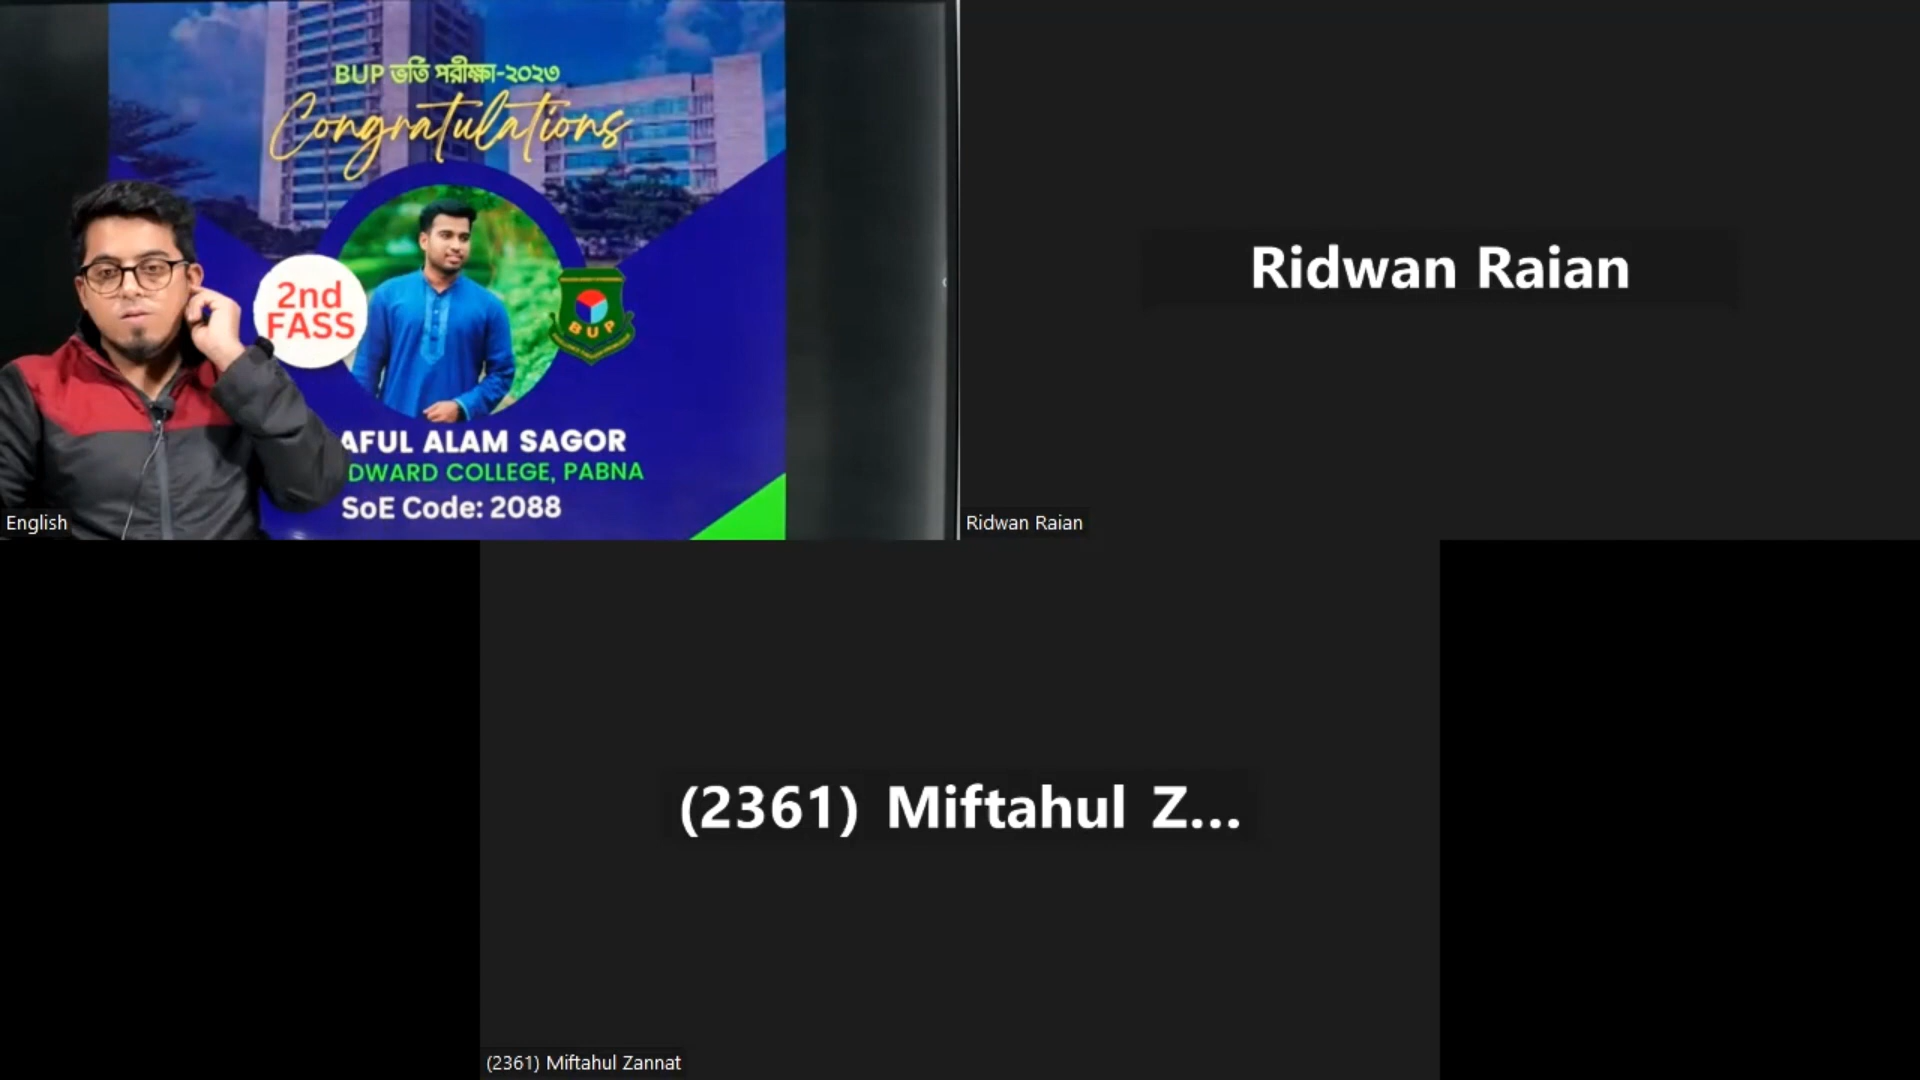 BUP ভর্তি পরীক্ষা-২০২৩
Congratulations
2nd
FASS
BUP
AFUL ALAM SAGOR
DWARD COLLEGE, PABNA
SoE Code: 2088
English
Ridwan Raian
Ridwan Raian
(2361) Miftahul Z...
(2361) Miftahul Zannat